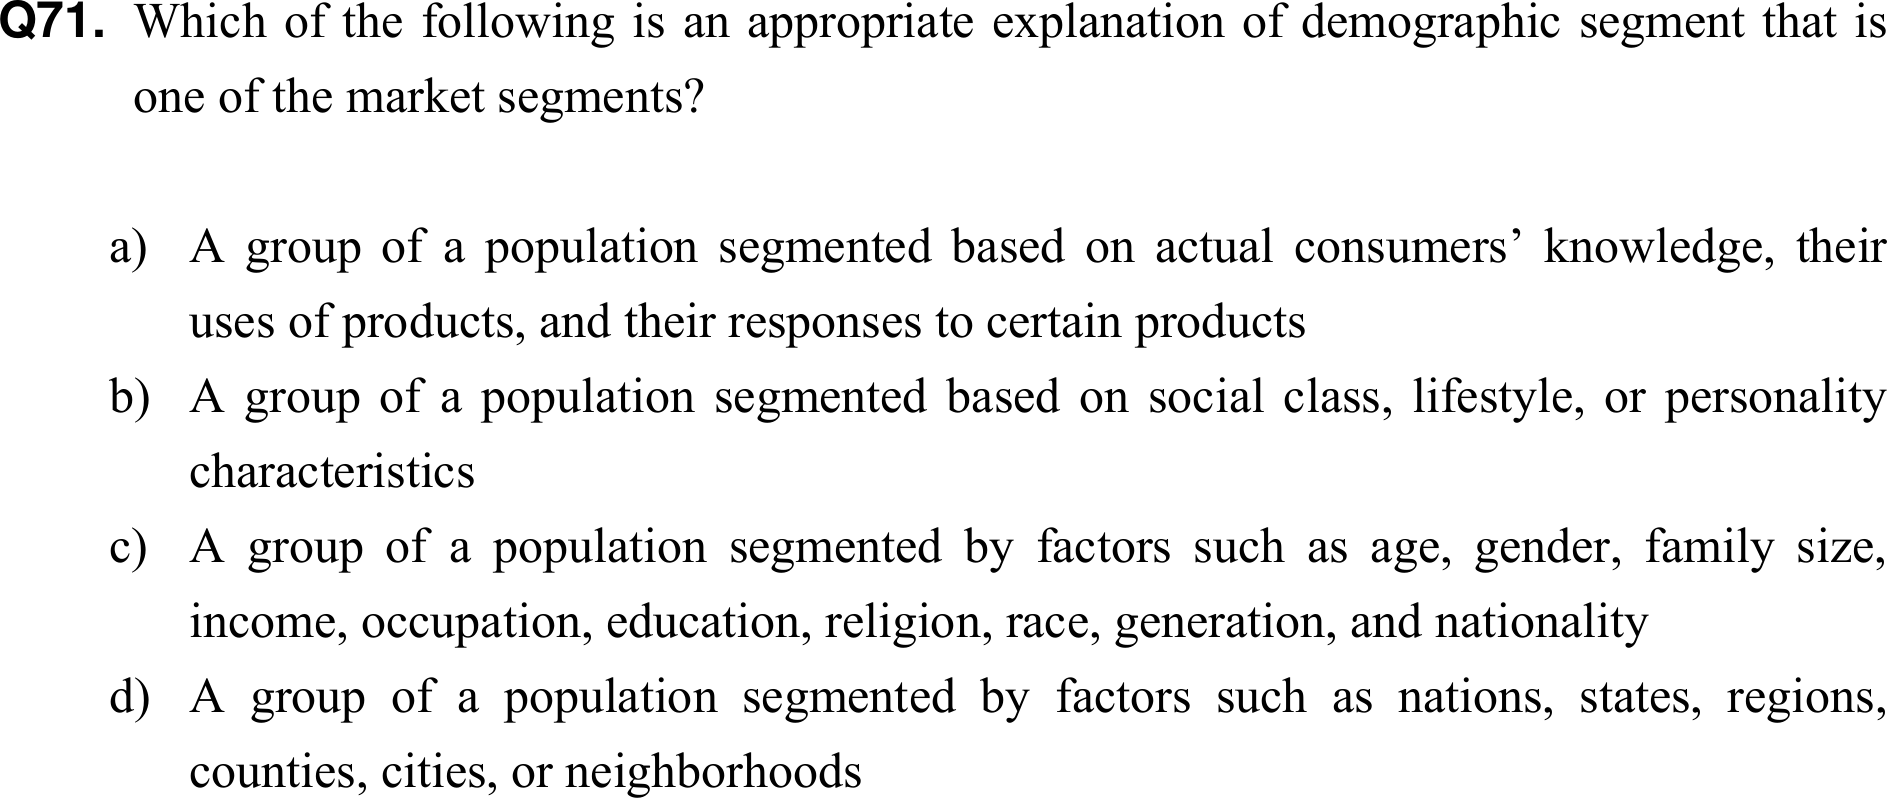 Q71. Which of the following is an appropriate explanation of demographic segment that is
one of the market segments?
a) A group of a population segmented based on actual consumers’ knowledge, their
uses of products, and their responses to certain products
b) A group of a population segmented based on social class, lifestyle, or personality
characteristics
c) A group of a population segmented by factors such as age, gender, family size,
income, occupation, education, religion, race, generation, and nationality
d) A group of a population segmented by factors such as nations, states, regions,
counties, cities, or neighborhoods